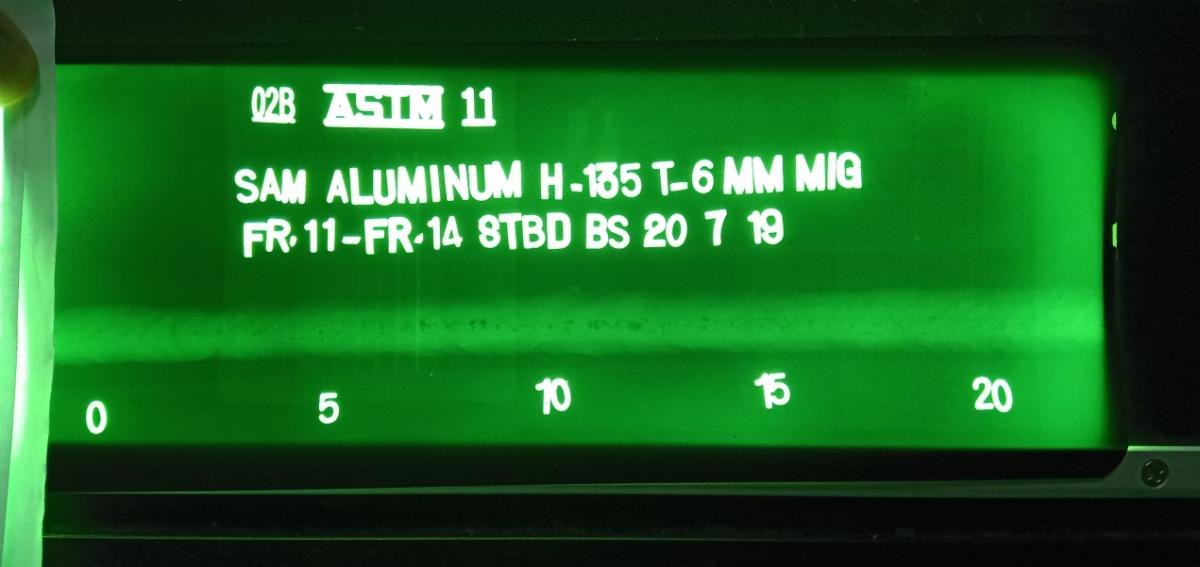 02B ASTM 11
SAM ALUMINUM H-135 T-6 MM MIG
FR.11-FR.14 STBD BS 20 7 19
0 5 10 15 20